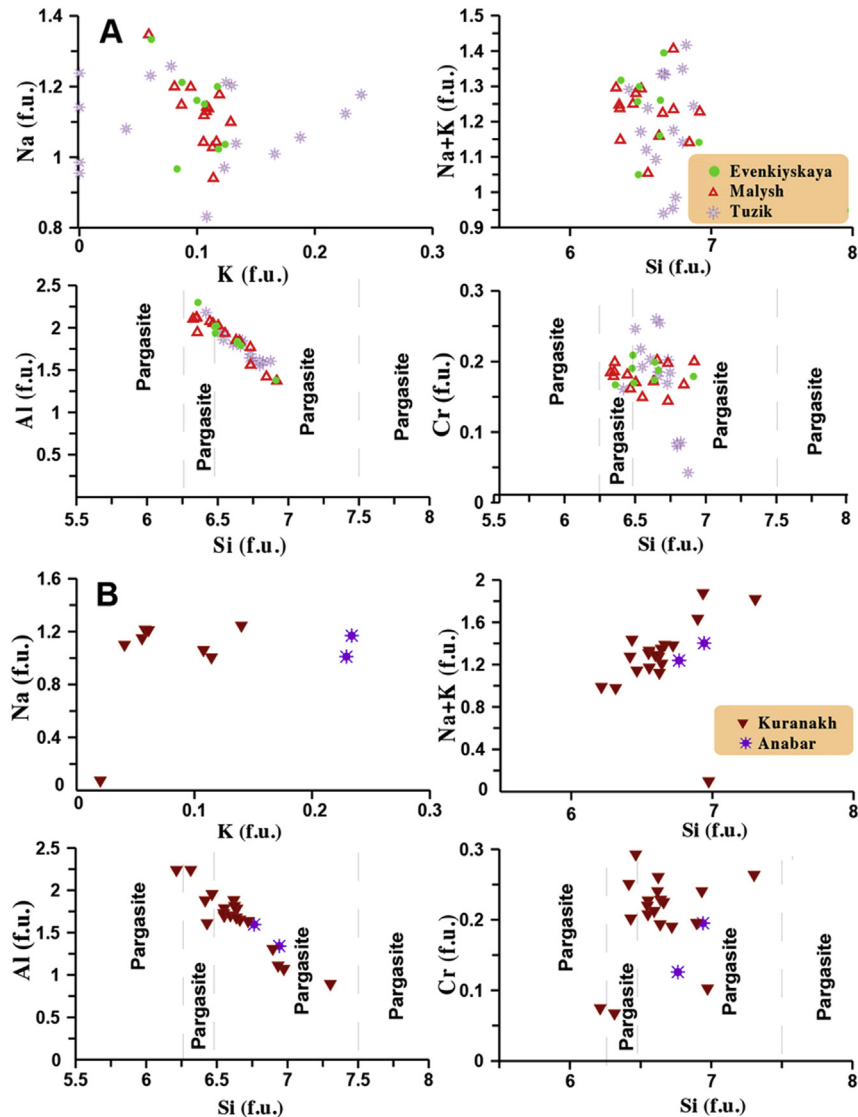 A
Na (f.u.)
1.4
1.2
1
0.8
0
0.1
0.2
0.3
K (f.u.)
Na+K (f.u.)
1.5
1.4
1.3
1.2
1.1
1
0.9
6
7
8
Si (f.u.)
Evenkiyskaya
Malysh
Tuzik
Al (f.u.)
2.5
2
1.5
1
0.5
5.5
6
6.5
7
7.5
8
Si (f.u.)
Pargasite
Pargasite
Pargasite
Pargasite
Cr (f.u.)
0.3
0.2
0.1
0
5.5
6
6.5
7
7.5
8
Si (f.u.)
Pargasite
Pargasite
Pargasite
Pargasite
B
Na (f.u.)
1.6
1.2
0.8
0.4
0
0.1
0.2
0.3
K (f.u.)
Na+K (f.u.)
2
1.6
1.2
0.8
0.4
0
6
7
8
Si (f.u.)
Kuranakh
Anabar
Al (f.u.)
2.5
2
1.5
1
0.5
0
5.5
6
6.5
7
7.5
8
Si (f.u.)
Pargasite
Pargasite
Pargasite
Pargasite
Cr (f.u.)
0.3
0.2
0.1
0
5.5
6
6.5
7
7.5
8
Si (f.u.)
Pargasite
Pargasite
Pargasite
Pargasite